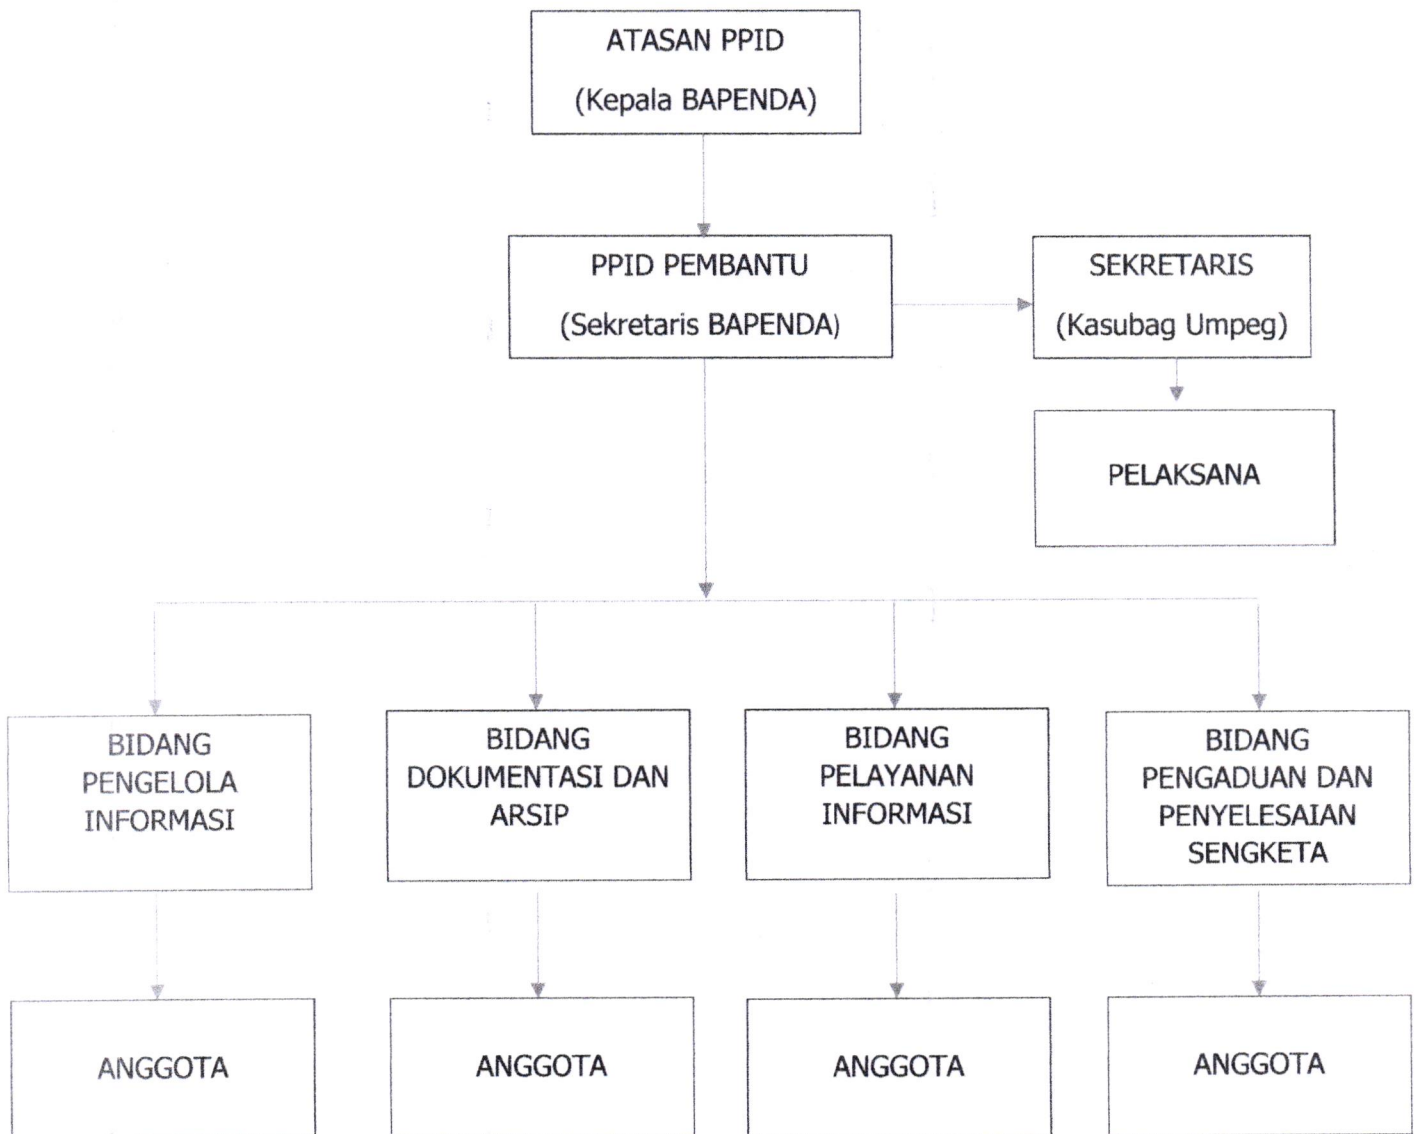 ATASAN PPID
(Kepala BAPENDA)
PPID PEMBANTU
(Sekretaris BAPENDA)
SEKRETARIS
(Kasubag Umpeg)
PELAKSANA
BIDANG
PENGELOLA
INFORMASI
BIDANG
DOKUMENTASI DAN
ARSIP
BIDANG
PELAYANAN
INFORMASI
BIDANG
PENGADUAN DAN
PENYELESAIAN
SENGKETA
ANGGOTA
ANGGOTA
ANGGOTA
ANGGOTA